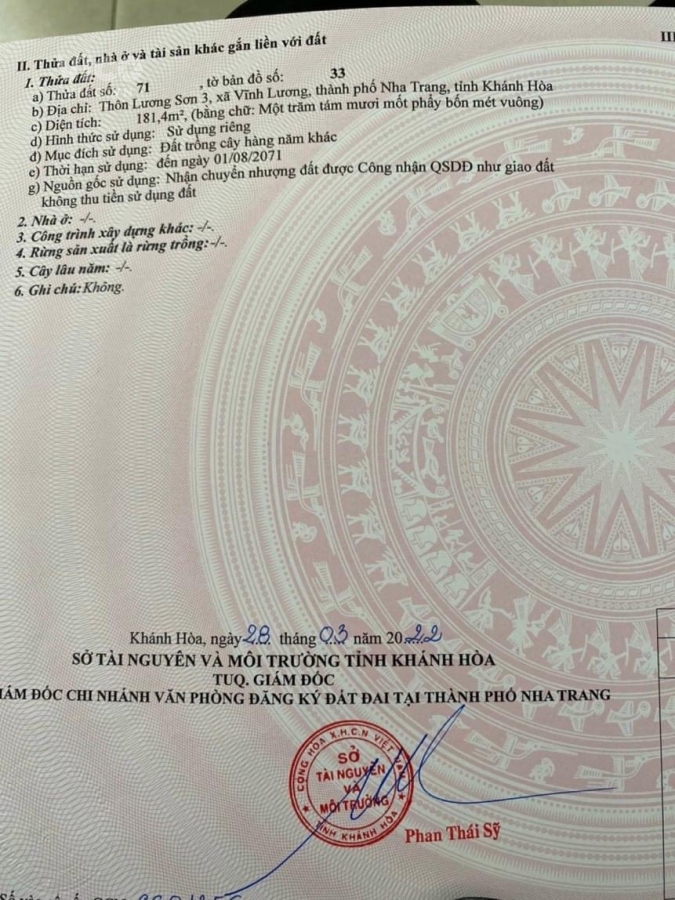 II. Thửa đất, nhà ở và tài sản khác gắn liền với đất
III
1. Thửa đất:
a) Thửa đất số: 71 , tờ bản đồ số: 33
b) Địa chỉ: Thôn Lương Sơn 3, xã Vĩnh Lương, thành phố Nha Trang, tỉnh Khánh Hòa
c) Diện tích: 181,4m², (bằng chữ: Một trăm tám mươi mốt phẩy bốn mét vuông)
d) Hình thức sử dụng: Sử dụng riêng
đ) Mục đích sử dụng: Đất trồng cây hàng năm khác
e) Thời hạn sử dụng: đến ngày 01/08/2071
g) Nguồn gốc sử dụng: Nhận chuyển nhượng đất được Công nhận QSDĐ như giao đất
không thu tiền sử dụng đất
2. Nhà ở: -/-.
3. Công trình xây dựng khác: -/-.
4. Rừng sản xuất là rừng trồng: -/-.
5. Cây lâu năm: -/-.
6. Ghi chú: Không.
Khánh Hòa, ngày 28 tháng 03 năm 2022
SỞ TÀI NGUYÊN VÀ MÔI TRƯỜNG TỈNH KHÁNH HÒA
TUQ. GIÁM ĐỐC
IÁM ĐỐC CHI NHÁNH VĂN PHÒNG ĐĂNG KÝ ĐẤT ĐAI TẠI THÀNH PHỐ NHA TRANG
CỘNG HÒA X.H.C.N VIỆT NAM
SỞ
TÀI NGUYÊN
VÀ
MÔI TRƯỜNG
TỈNH KHÁNH HÒA
Phan Thái Sỹ